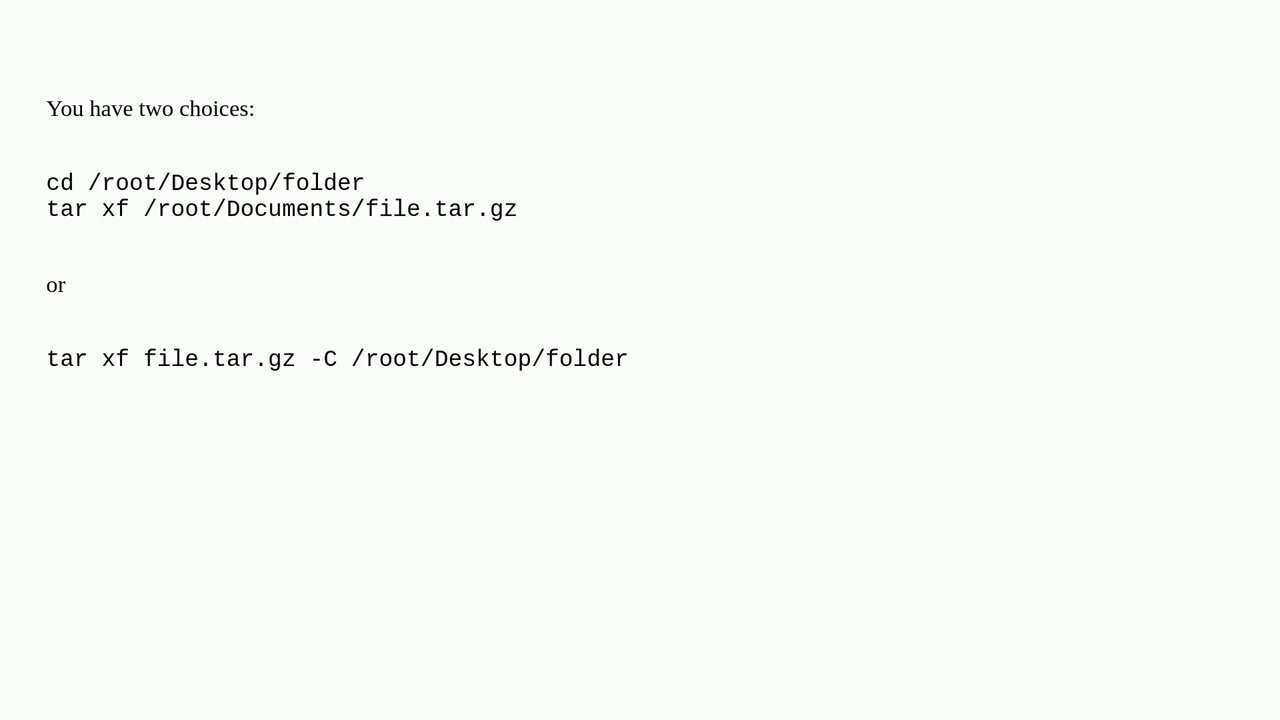 You have two choices:
cd /root/Desktop/folder
tar xf /root/Documents/file.tar.gz
or
tar xf file.tar.gz -C /root/Desktop/folder